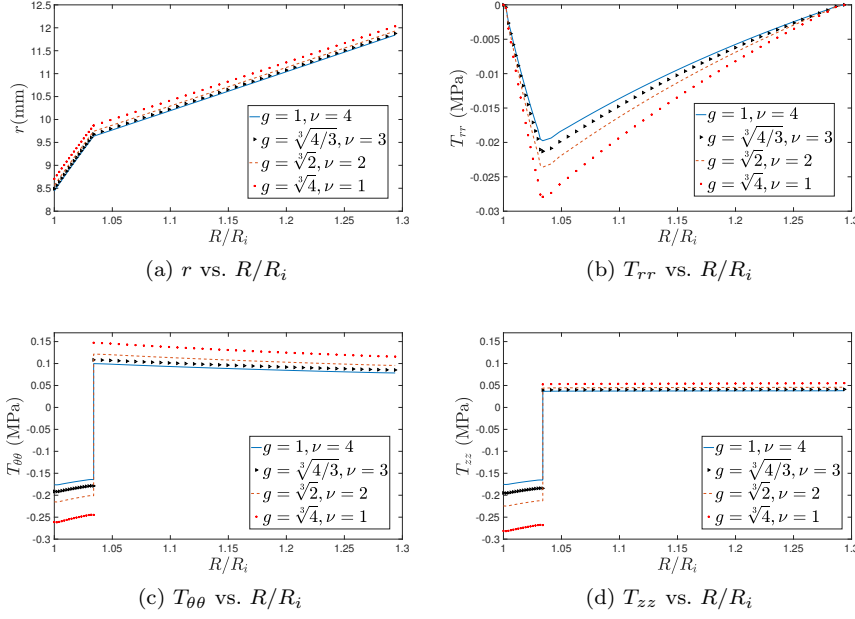 12.5
12
11.5
11
10.5
10
9.5
9
8.5
8
r(mm)
1 1.05 1.1 1.15 1.2 1.25 1.3
R/R_i
g = 1, ν = 4
g = ∛4/3, ν = 3
g = ∛2, ν = 2
g = ∛4, ν = 1
(a) r vs. R/R_i
0
-0.005
-0.01
-0.015
-0.02
-0.025
-0.03
T_rr (MPa)
1 1.05 1.1 1.15 1.2 1.25 1.3
R/R_i
g = 1, ν = 4
g = ∛4/3, ν = 3
g = ∛2, ν = 2
g = ∛4, ν = 1
(b) T_rr vs. R/R_i
0.15
0.1
0.05
0
-0.05
-0.1
-0.15
-0.2
-0.25
-0.3
T_θθ (MPa)
1 1.05 1.1 1.15 1.2 1.25 1.3
R/R_i
g = 1, ν = 4
g = ∛4/3, ν = 3
g = ∛2, ν = 2
g = ∛4, ν = 1
(c) T_θθ vs. R/R_i
0.15
0.1
0.05
0
-0.05
-0.1
-0.15
-0.2
-0.25
-0.3
T_zz (MPa)
1 1.05 1.1 1.15 1.2 1.25 1.3
R/R_i
g = 1, ν = 4
g = ∛4/3, ν = 3
g = ∛2, ν = 2
g = ∛4, ν = 1
(d) T_zz vs. R/R_i